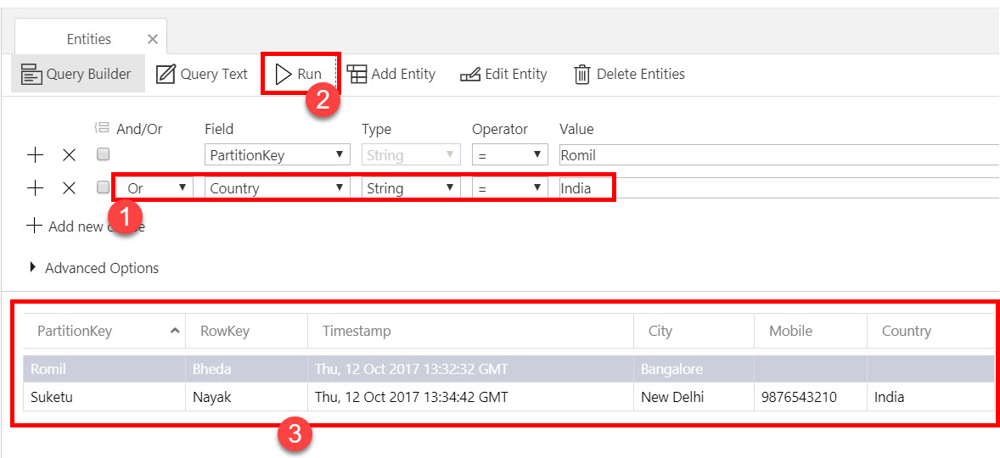 Entities
Query Builder Query Text Run Add Entity Edit Entity Delete Entities
2
And/Or Field Type Operator Value
PartitionKey String = Romil
Or Country String = India
1
Add new
Advanced Options
PartitionKey RowKey Timestamp City Mobile Country
Romil Bheda Thu, 12 Oct 2017 13:32:32 GMT Bangalore
Suketu Nayak Thu, 12 Oct 2017 13:34:42 GMT New Delhi 9876543210 India
3